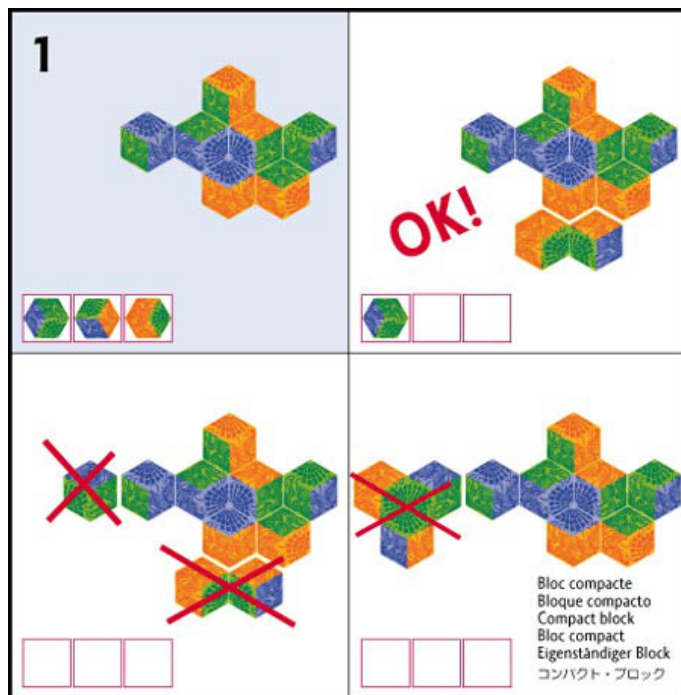 1
OK!
Bloc compacte
Bloque compacto
Compact block
Bloc compact
Eigenständiger Block
コンパクト・ブロック